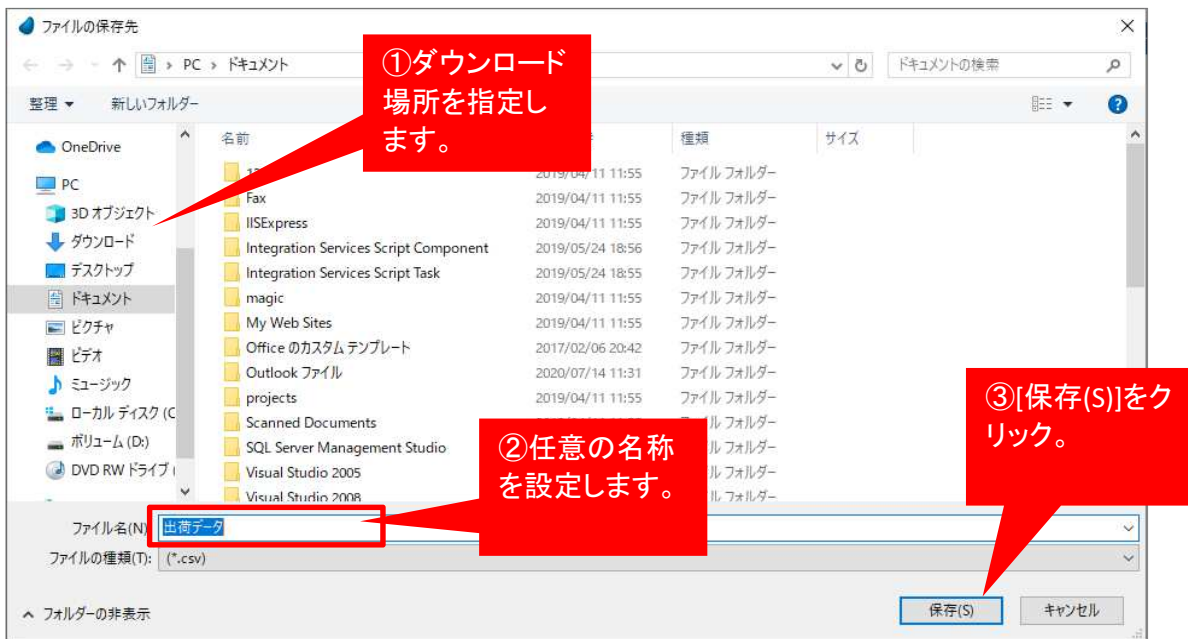 ファイルの保存先
PC › ドキュメント
ドキュメントの検索
整理
新しいフォルダー
名前
種類
サイズ
OneDrive
PC
3D オブジェクト
ダウンロード
デスクトップ
ドキュメント
ピクチャ
ビデオ
ミュージック
ローカル ディスク (C
ボリューム (D:)
DVD RW ドライブ (
2019/04/11 11:55 ファイル フォルダー
Fax 2019/04/11 11:55 ファイル フォルダー
IISExpress 2019/04/11 11:55 ファイル フォルダー
Integration Services Script Component 2019/05/24 18:56 ファイル フォルダー
Integration Services Script Task 2019/05/24 18:55 ファイル フォルダー
magic 2019/04/11 11:55 ファイル フォルダー
My Web Sites 2019/04/11 11:55 ファイル フォルダー
Office のカスタム テンプレート 2017/02/06 20:42 ファイル フォルダー
Outlook ファイル 2020/07/14 11:31 ファイル フォルダー
projects 2019/04/11 11:55 ファイル フォルダー
Scanned Documents ル フォルダー
SQL Server Management Studio ル フォルダー
Visual Studio 2005 ル フォルダー
Visual Studio 2008 ル フォルダー
①ダウンロード
場所を指定し
ます。
②任意の名称
を設定します。
③[保存(S)]をク
リック。
ファイル名(N) 出荷データ
ファイルの種類(T): (*.csv)
フォルダーの非表示
保存(S)
キャンセル